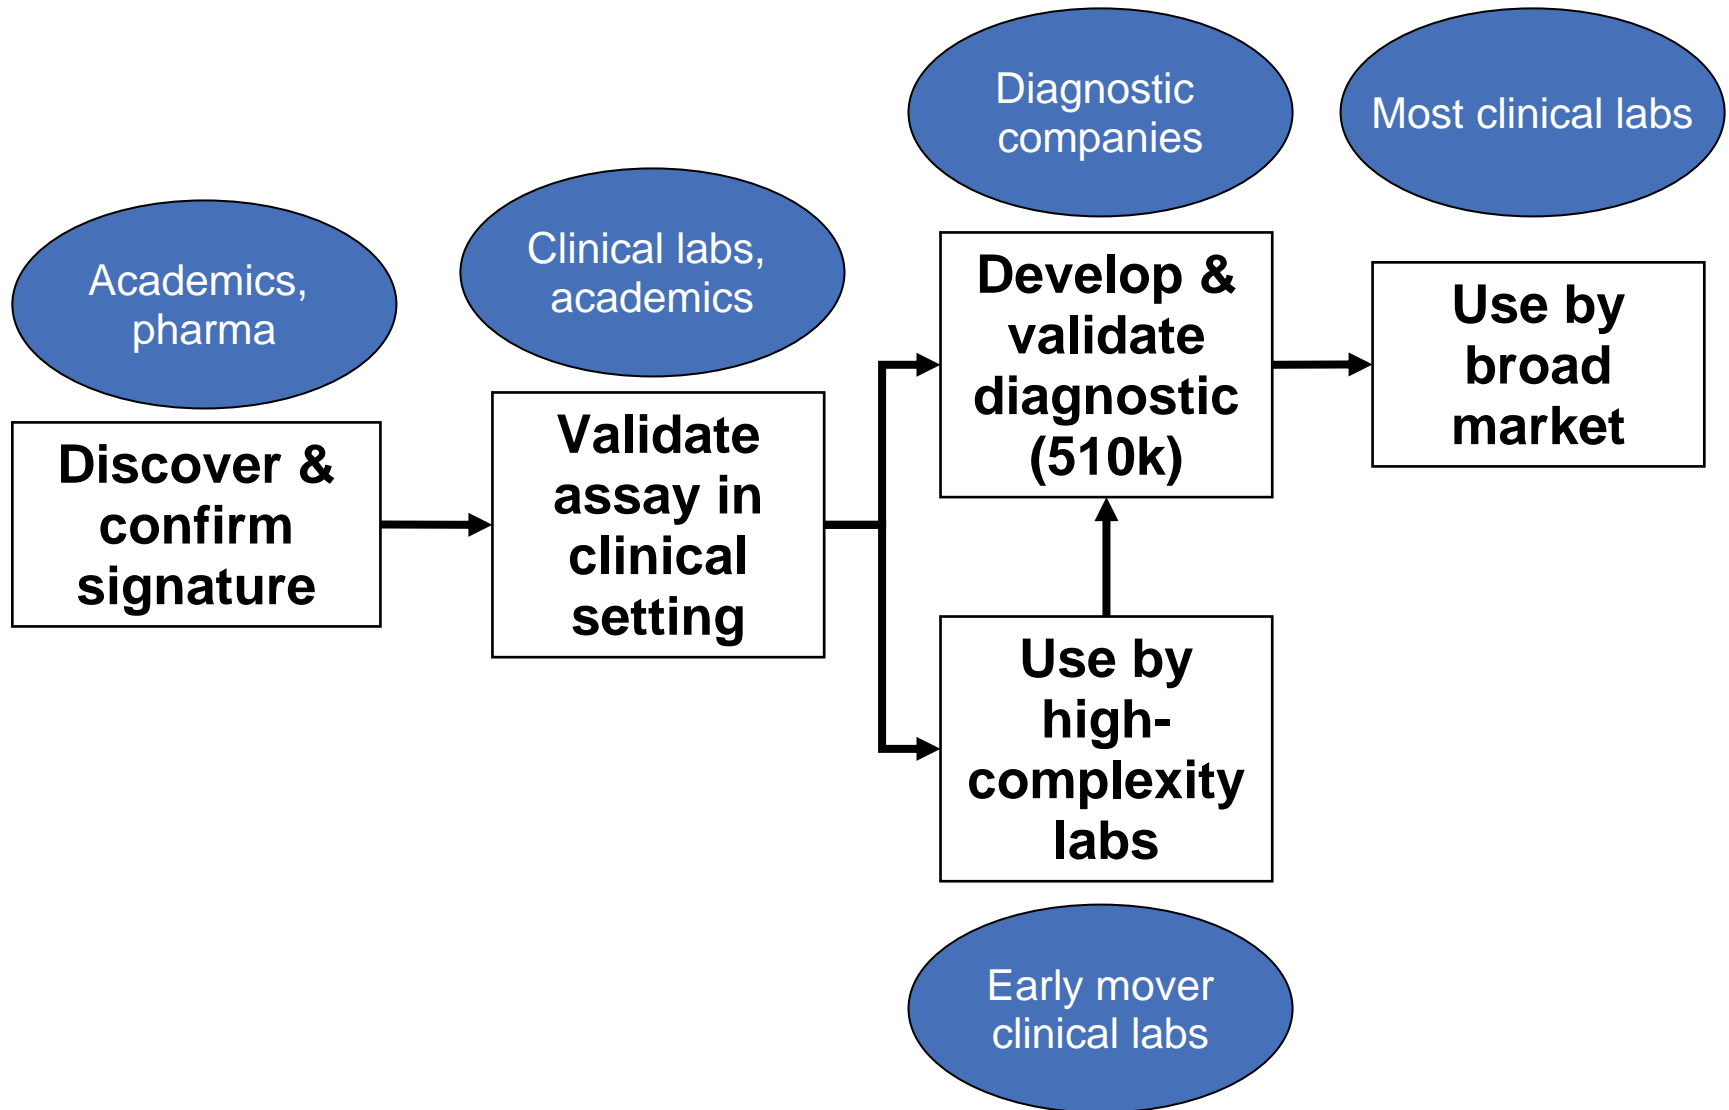 Academics,
pharma
Discover &
confirm
signature
Clinical labs,
academics
Validate
assay in
clinical
setting
Diagnostic
companies
Develop &
validate
diagnostic
(510k)
Most clinical labs
Use by
broad
market
Use by
high-
complexity
labs
Early mover
clinical labs